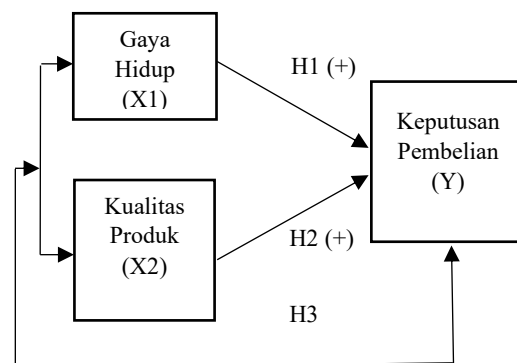 Gaya
Hidup
(X1)
H1 (+)
Keputusan
Pembelian
(Y)
Kualitas
Produk
(X2)
H2 (+)
H3